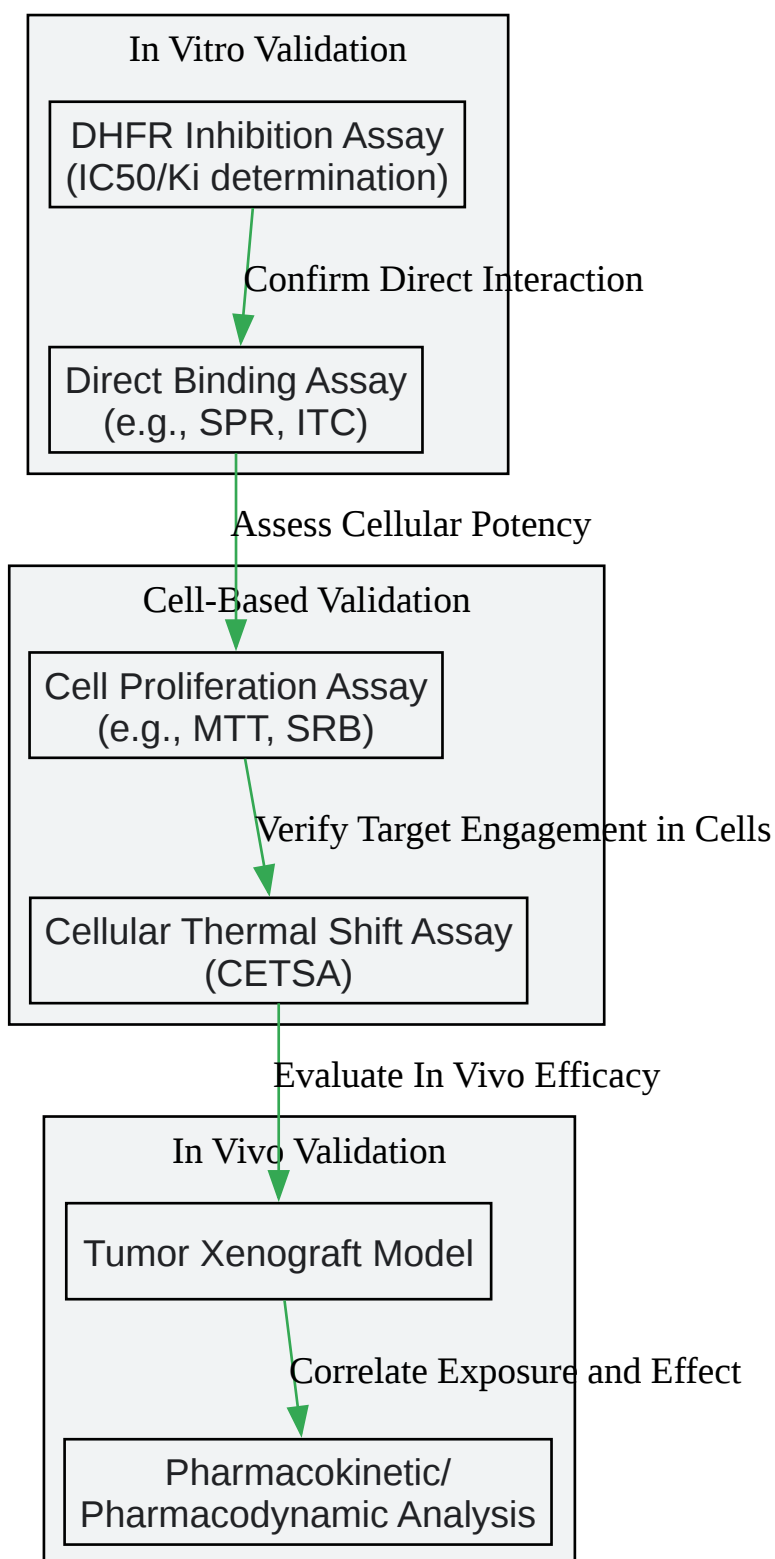 In Vitro Validation
DHFR Inhibition Assay
(IC50/Ki determination)
Confirm Direct Interaction
Direct Binding Assay
(e.g., SPR, ITC)
Assess Cellular Potency
Cell-Based Validation
Cell Proliferation Assay
(e.g., MTT, SRB)
Verify Target Engagement in Cells
Cellular Thermal Shift Assay
(CETSA)
Evaluate In Vivo Efficacy
In Vivo Validation
Tumor Xenograft Model
Correlate Exposure and Effect
Pharmacokinetic/
Pharmacodynamic Analysis